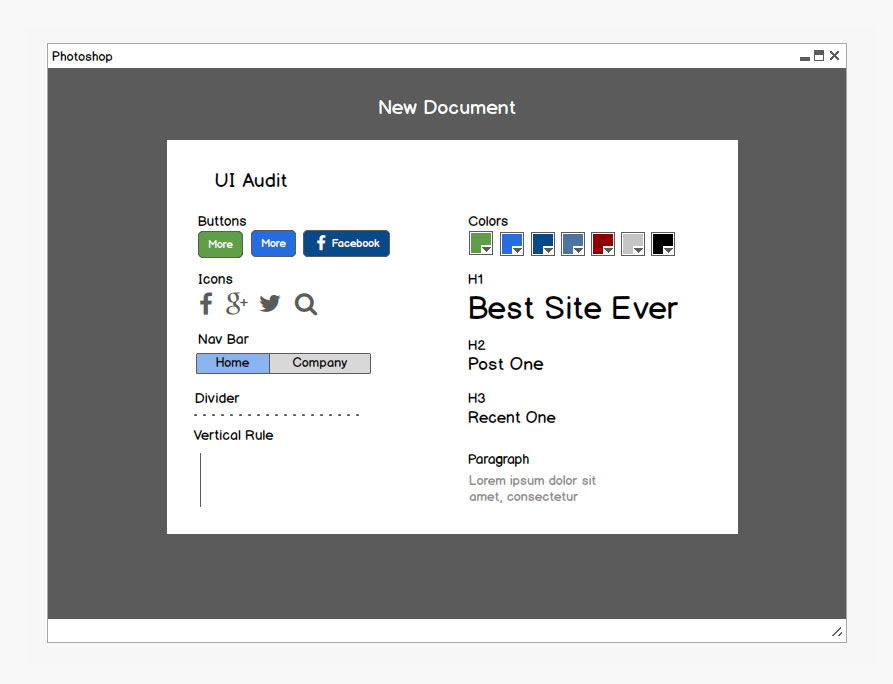 Photoshop
New Document
UI Audit
Buttons
More
More
Facebook
Icons
g+
Nav Bar
Home
Company
Divider
Vertical Rule
Colors
H1
Best Site Ever
H2
Post One
H3
Recent One
Paragraph
Lorem ipsum dolor sit
amet, consectetur